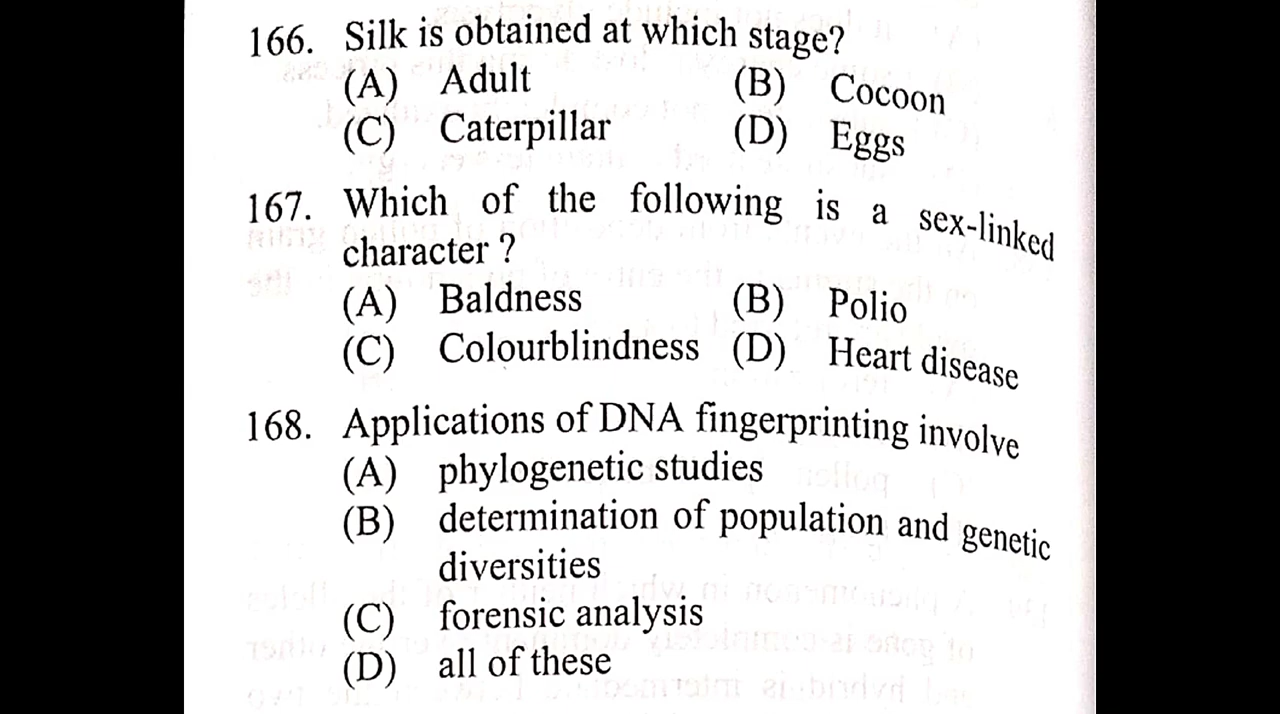 166. Silk is obtained at which stage?
(A) Adult (B) Cocoon
(C) Caterpillar (D) Eggs
167. Which of the following is a sex-linked
character ?
(A) Baldness (B) Polio
(C) Colourblindness (D) Heart disease
168. Applications of DNA fingerprinting involve
(A) phylogenetic studies
(B) determination of population and genetic
diversities
(C) forensic analysis
(D) all of these